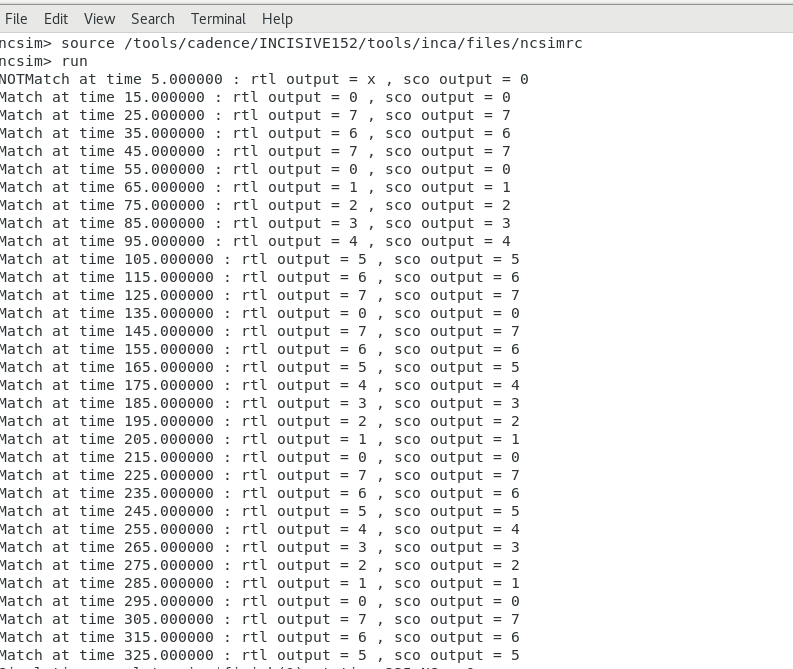 File Edit View Search Terminal Help
ncsim> source /tools/cadence/INCISIVE152/tools/inca/files/ncsimrc
ncsim> run
NOTMatch at time 5.000000 : rtl output = x , sco output = 0
Match at time 15.000000 : rtl output = 0 , sco output = 0
Match at time 25.000000 : rtl output = 7 , sco output = 7
Match at time 35.000000 : rtl output = 6 , sco output = 6
Match at time 45.000000 : rtl output = 7 , sco output = 7
Match at time 55.000000 : rtl output = 0 , sco output = 0
Match at time 65.000000 : rtl output = 1 , sco output = 1
Match at time 75.000000 : rtl output = 2 , sco output = 2
Match at time 85.000000 : rtl output = 3 , sco output = 3
Match at time 95.000000 : rtl output = 4 , sco output = 4
Match at time 105.000000 : rtl output = 5 , sco output = 5
Match at time 115.000000 : rtl output = 6 , sco output = 6
Match at time 125.000000 : rtl output = 7 , sco output = 7
Match at time 135.000000 : rtl output = 0 , sco output = 0
Match at time 145.000000 : rtl output = 7 , sco output = 7
Match at time 155.000000 : rtl output = 6 , sco output = 6
Match at time 165.000000 : rtl output = 5 , sco output = 5
Match at time 175.000000 : rtl output = 4 , sco output = 4
Match at time 185.000000 : rtl output = 3 , sco output = 3
Match at time 195.000000 : rtl output = 2 , sco output = 2
Match at time 205.000000 : rtl output = 1 , sco output = 1
Match at time 215.000000 : rtl output = 0 , sco output = 0
Match at time 225.000000 : rtl output = 7 , sco output = 7
Match at time 235.000000 : rtl output = 6 , sco output = 6
Match at time 245.000000 : rtl output = 5 , sco output = 5
Match at time 255.000000 : rtl output = 4 , sco output = 4
Match at time 265.000000 : rtl output = 3 , sco output = 3
Match at time 275.000000 : rtl output = 2 , sco output = 2
Match at time 285.000000 : rtl output = 1 , sco output = 1
Match at time 295.000000 : rtl output = 0 , sco output = 0
Match at time 305.000000 : rtl output = 7 , sco output = 7
Match at time 315.000000 : rtl output = 6 , sco output = 6
Match at time 325.000000 : rtl output = 5 , sco output = 5